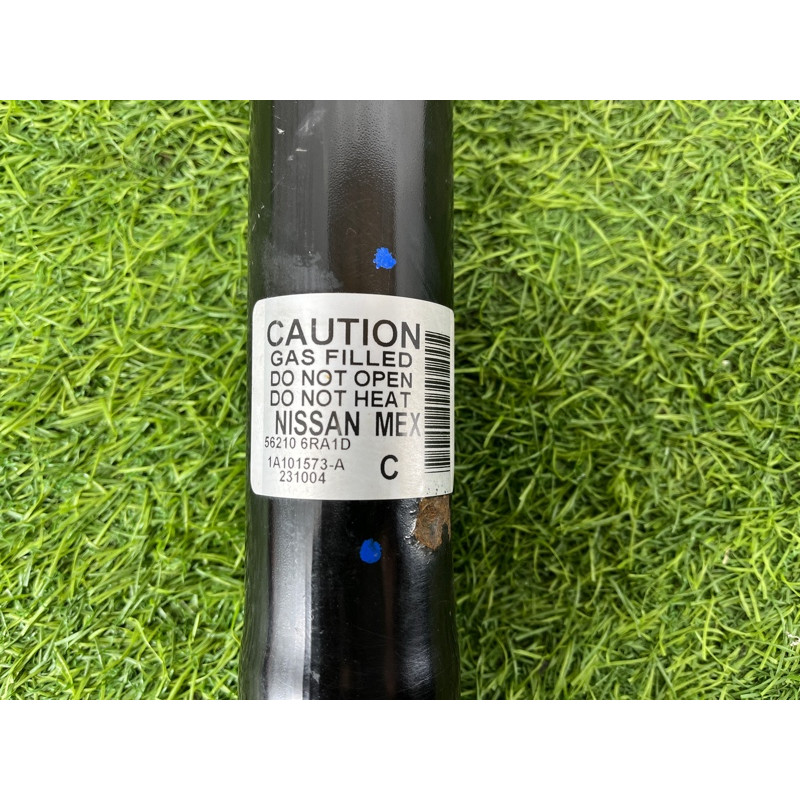 CAUTION
GAS FILLED
DO NOT OPEN
DO NOT HEAT
NISSAN MEX
56210 6RA1D
1A101573-A C
231004